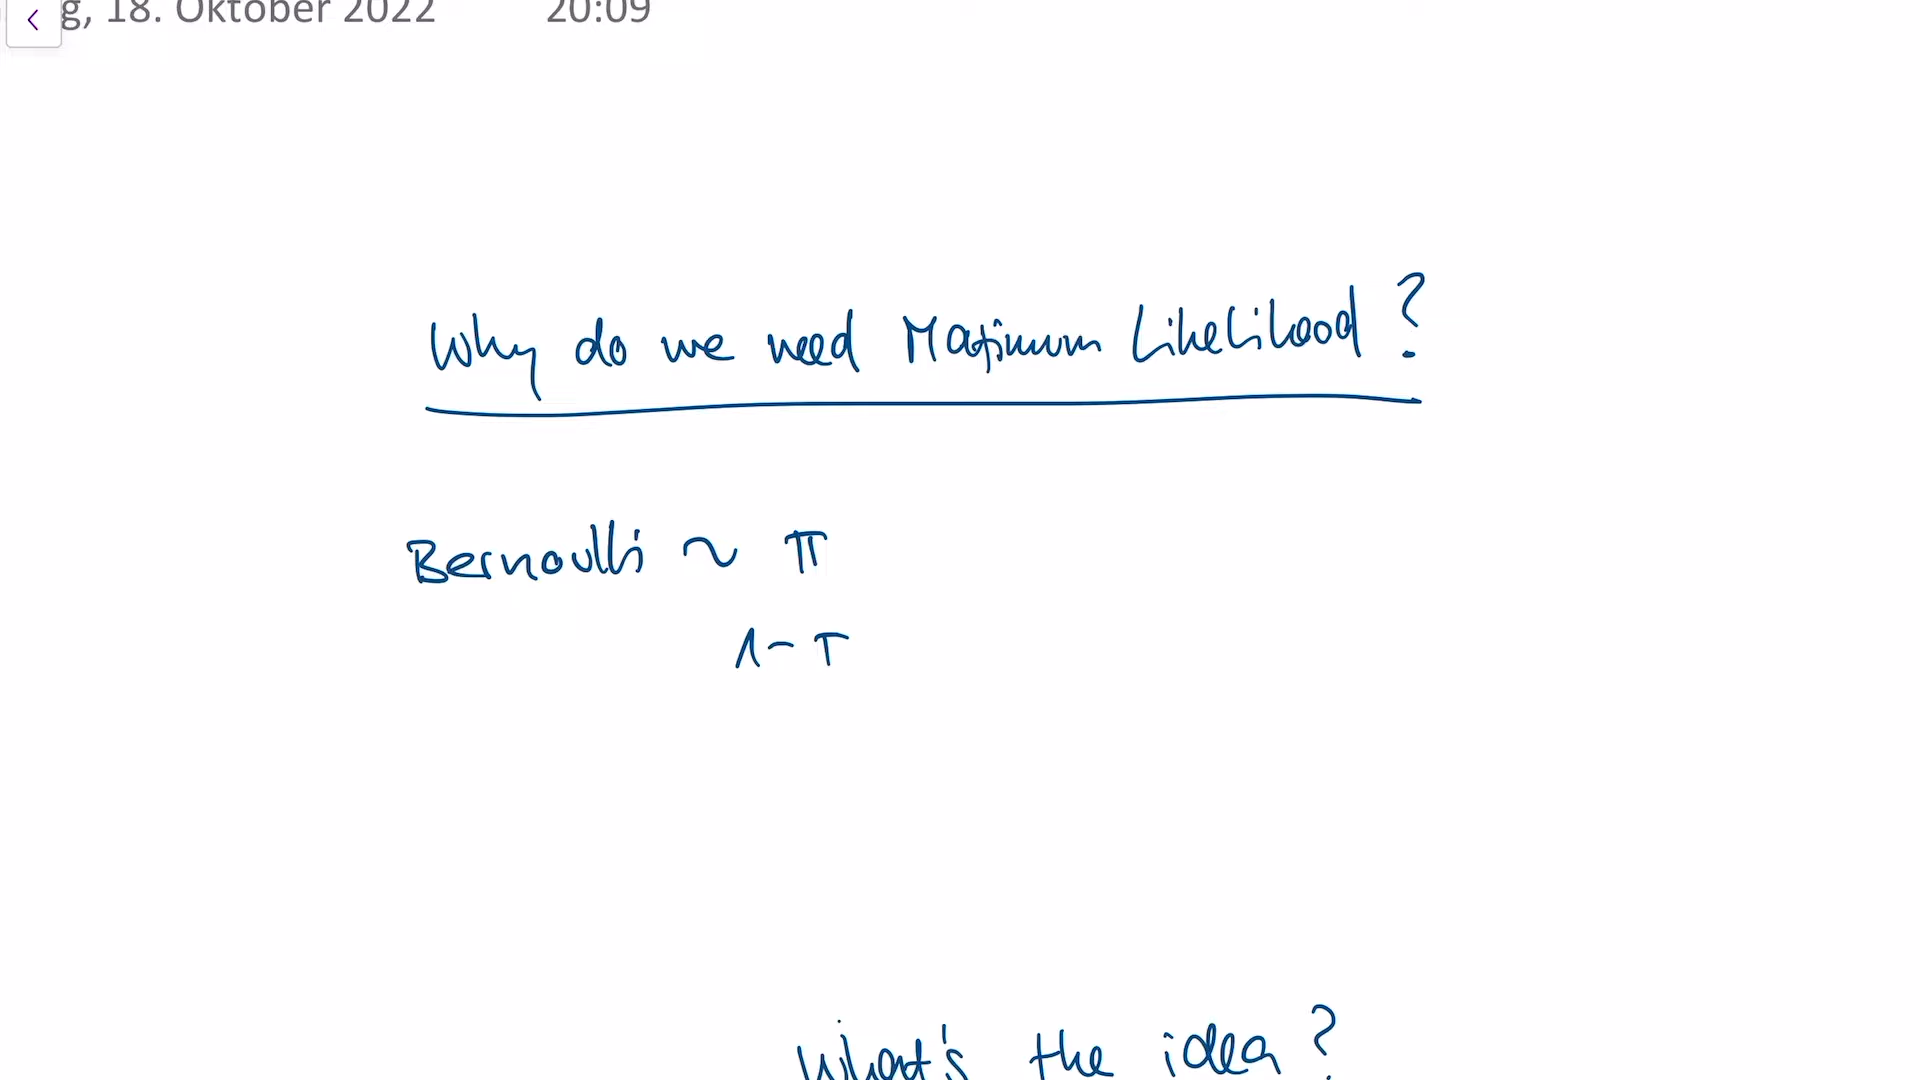 g, 18. Oktober 2022 20:09
Why do we need Maximum Likelihood?
Bernoulli ~ π
1-π
What's the idea?